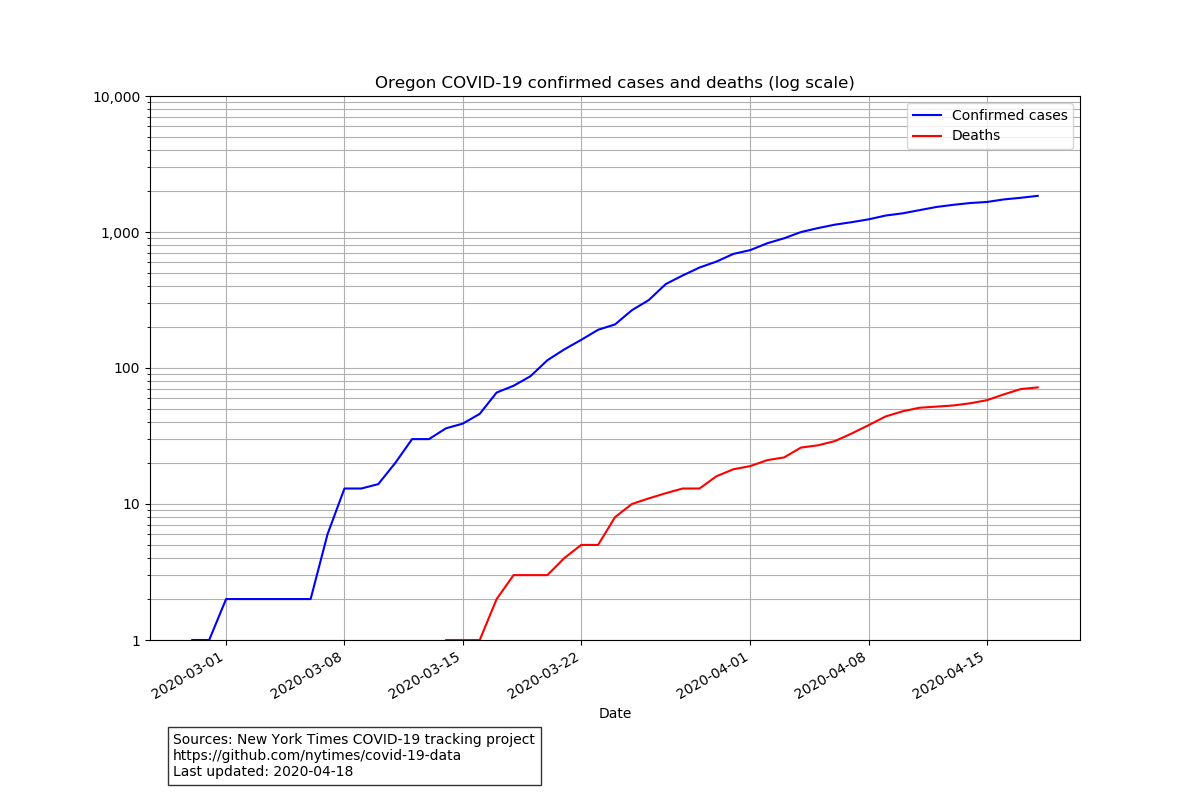 Oregon COVID-19 confirmed cases and deaths (log scale)
10,000
1,000
100
10
1
Confirmed cases
Deaths
2020-03-01
2020-03-08
2020-03-15
2020-03-22
2020-04-01
2020-04-08
2020-04-15
Date
Sources: New York Times COVID-19 tracking project
https://github.com/nytimes/covid-19-data
Last updated: 2020-04-18